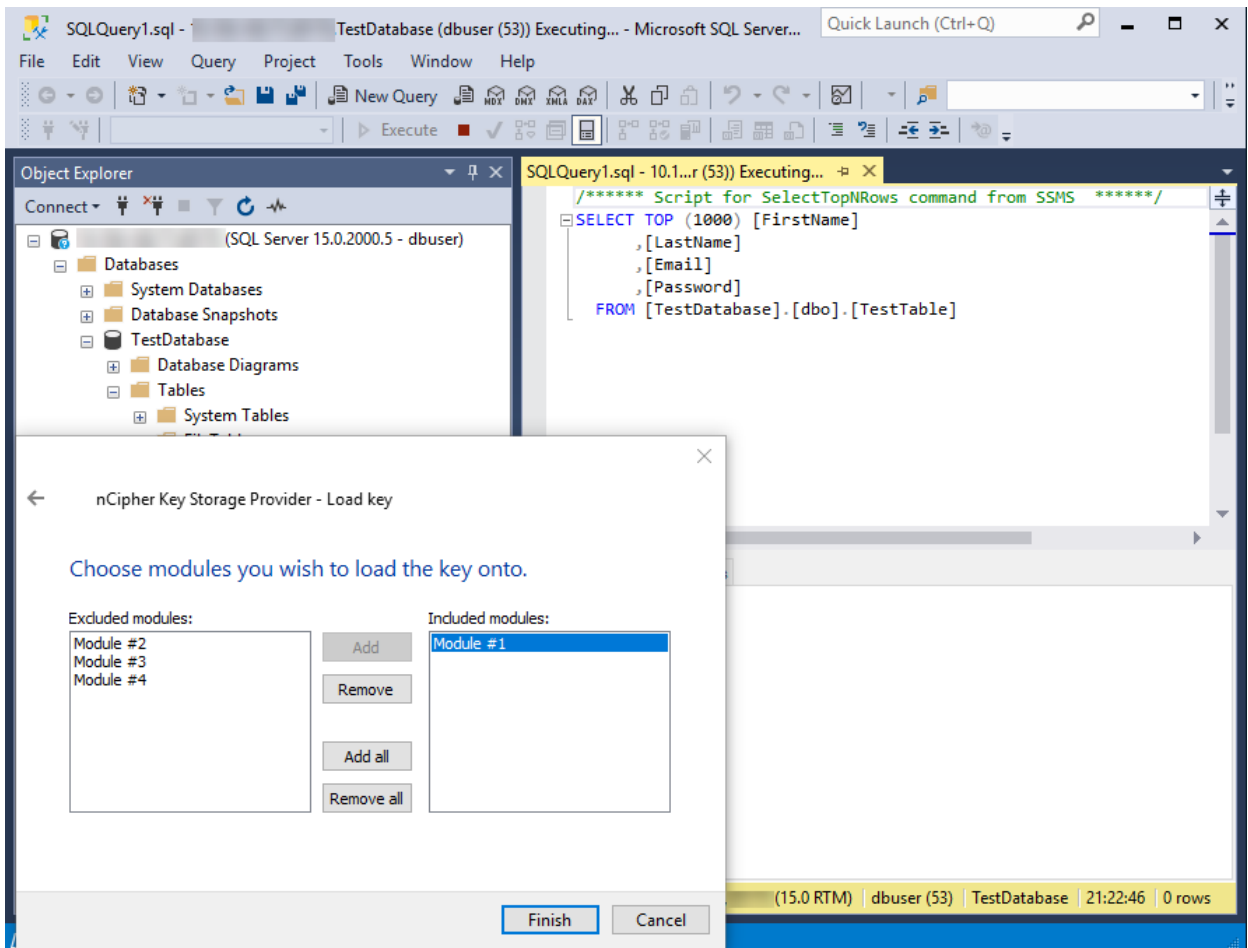 SQLQuery1.sql - .TestDatabase (dbuser (53)) Executing... - Microsoft SQL Server...
Quick Launch (Ctrl+Q)
File Edit View Query Project Tools Window Help
New Query
MDX DMX XMLA DAX
Execute
Object Explorer
SQLQuery1.sql - 10.1...r (53)) Executing...
Connect
(SQL Server 15.0.2000.5 - dbuser)
Databases
System Databases
Database Snapshots
TestDatabase
Database Diagrams
Tables
System Tables
/****** Script for SelectTopNRows command from SSMS ******/
SELECT TOP (1000) [FirstName]
,[LastName]
,[Email]
,[Password]
FROM [TestDatabase].[dbo].[TestTable]
nCipher Key Storage Provider - Load key
Choose modules you wish to load the key onto.
Excluded modules:
Module #2
Module #3
Module #4
Add
Remove
Add all
Remove all
Included modules:
Module #1
Finish Cancel
(15.0 RTM) dbuser (53) TestDatabase 21:22:46 0 rows